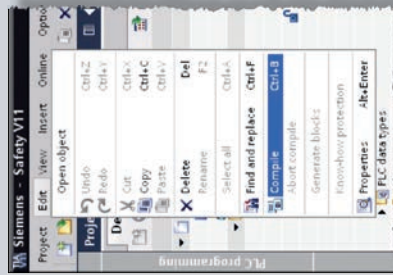 Siemens - Safety V11
Project Edit View Insert Online Optio
Open object
Undo Ctrl+Z
Redo Ctrl+Y
Cut Ctrl+X
Copy Ctrl+C
Paste Ctrl+V
Delete Del
Rename F2
Select all Ctrl+A
Find and replace Ctrl+F
Compile Ctrl+B
Abort compile
Generate blocks
Know-how protection
Properties Alt+Enter
Proje
De
PLC data types
PLC programming